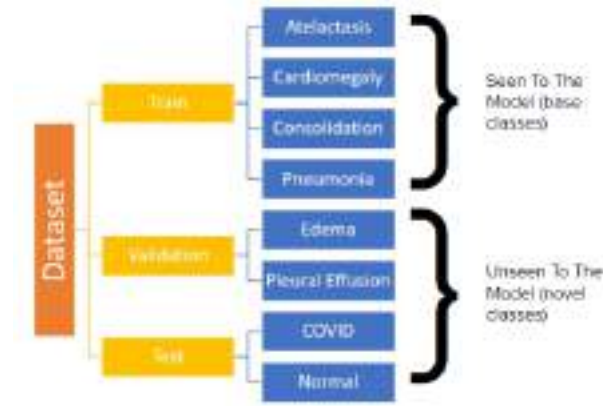 Dataset
Train
Validation
Test
Atelactasis
Cardiomegaly
Consolidation
Pneumonia
Edema
Pleural Effusion
COVID
Normal
Seen To The
Model (base
classes)
Unseen To The
Model (novel
classes)